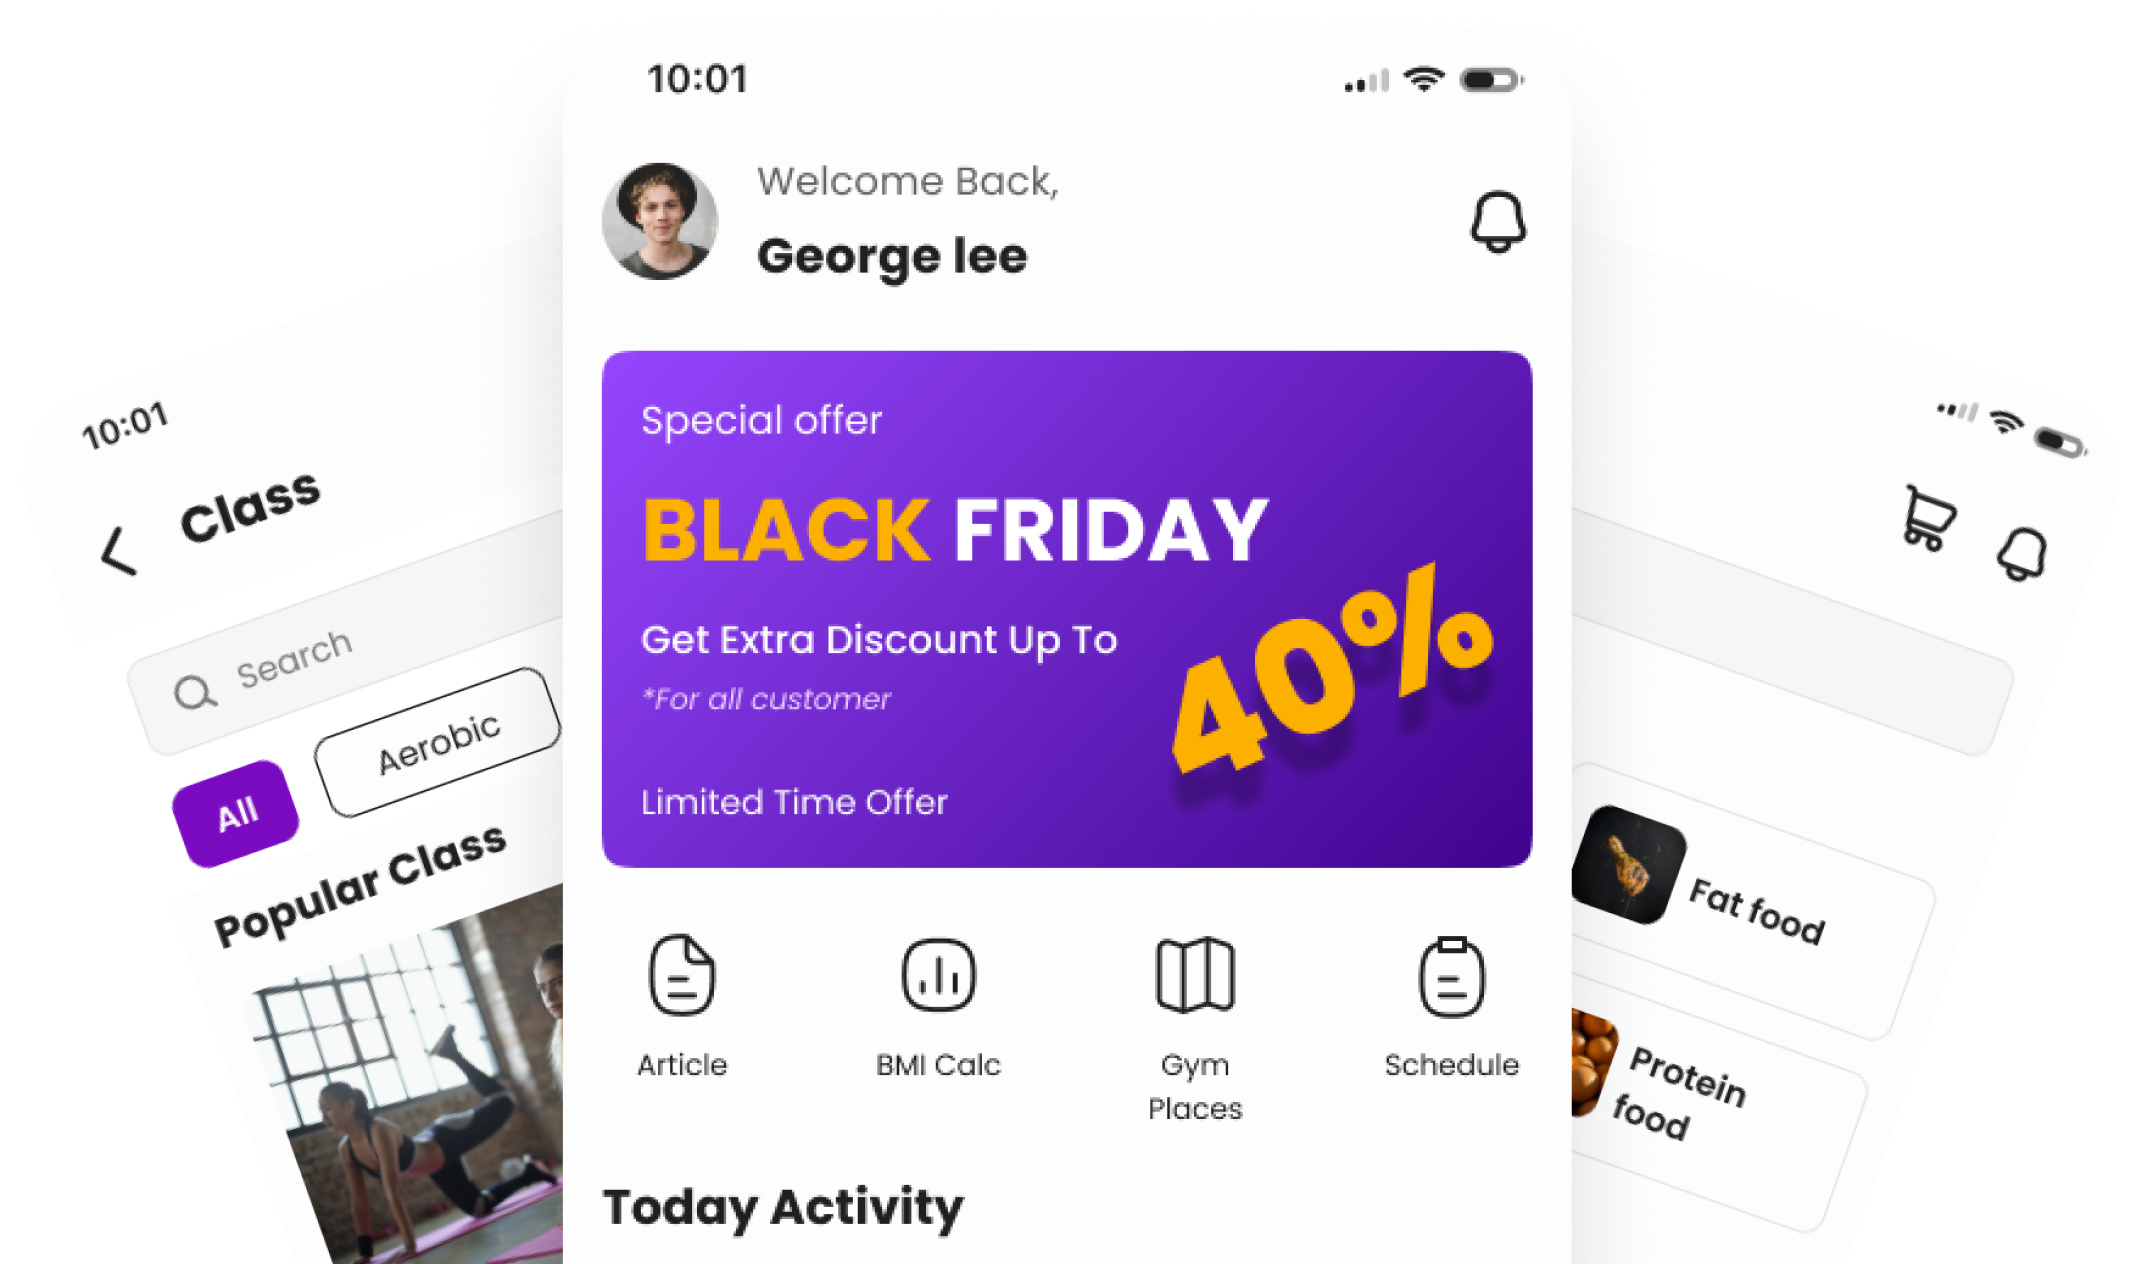 10:01
Class
Search
All
Aerobic
Popular Class
10:01
Welcome Back,
George lee
Special offer
BLACK FRIDAY
Get Extra Discount Up To
40%
*For all customer
Limited Time Offer
Article
BMI Calc
Gym
Places
Schedule
Today Activity
Fat food
Protein
food